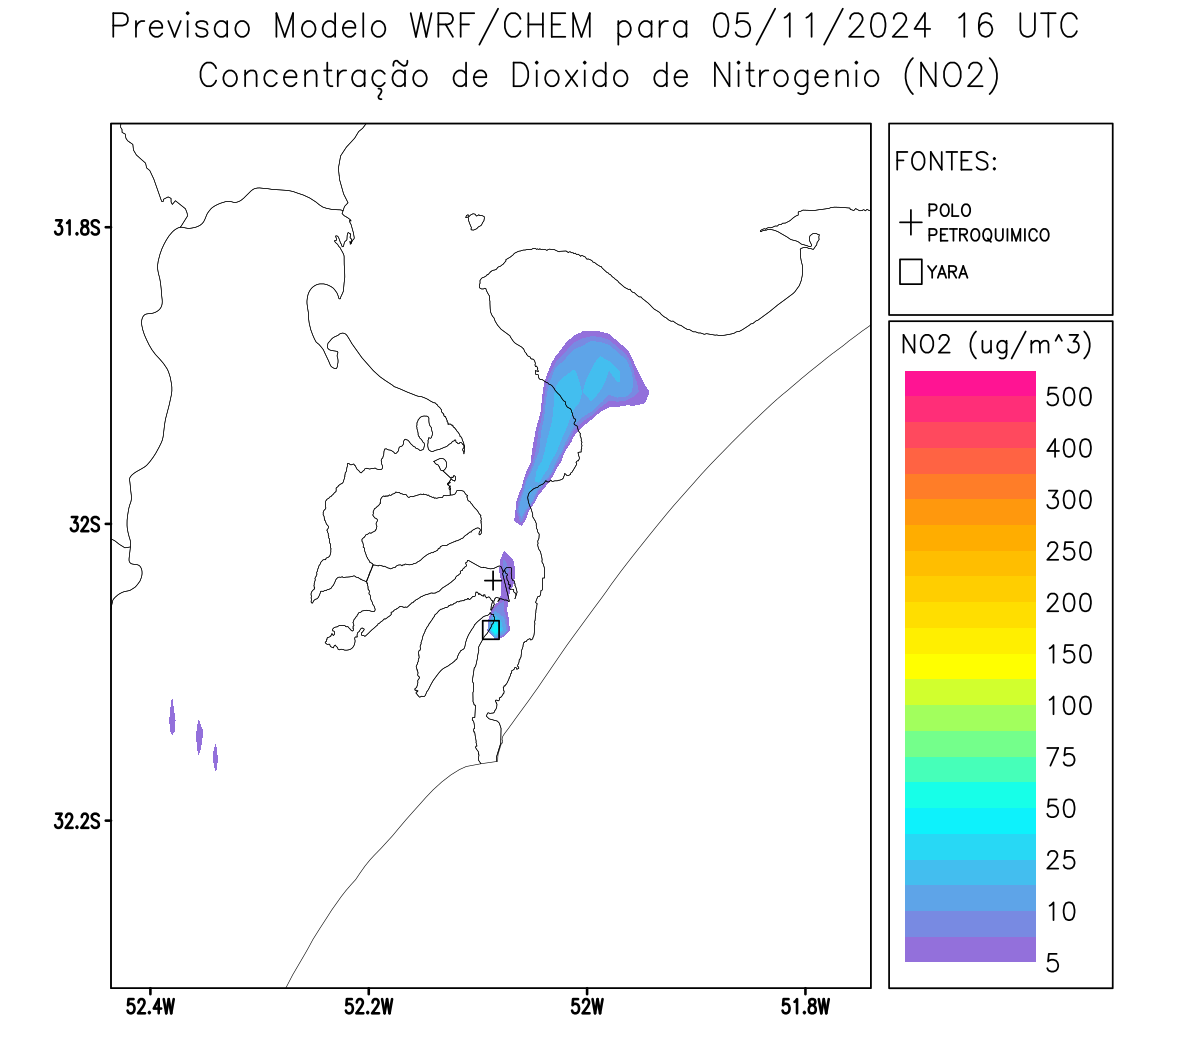 Previsao Modelo WRF/CHEM para 05/11/2024 16 UTC
Concentração de Dioxido de Nitrogenio (NO2)
FONTES:
POLO
PETROQUIMICO
YARA
NO2 (ug/m^3)
500
400
300
250
200
150
100
75
50
25
10
5
31.8S
32S
32.2S
52.4W
52.2W
52W
51.8W